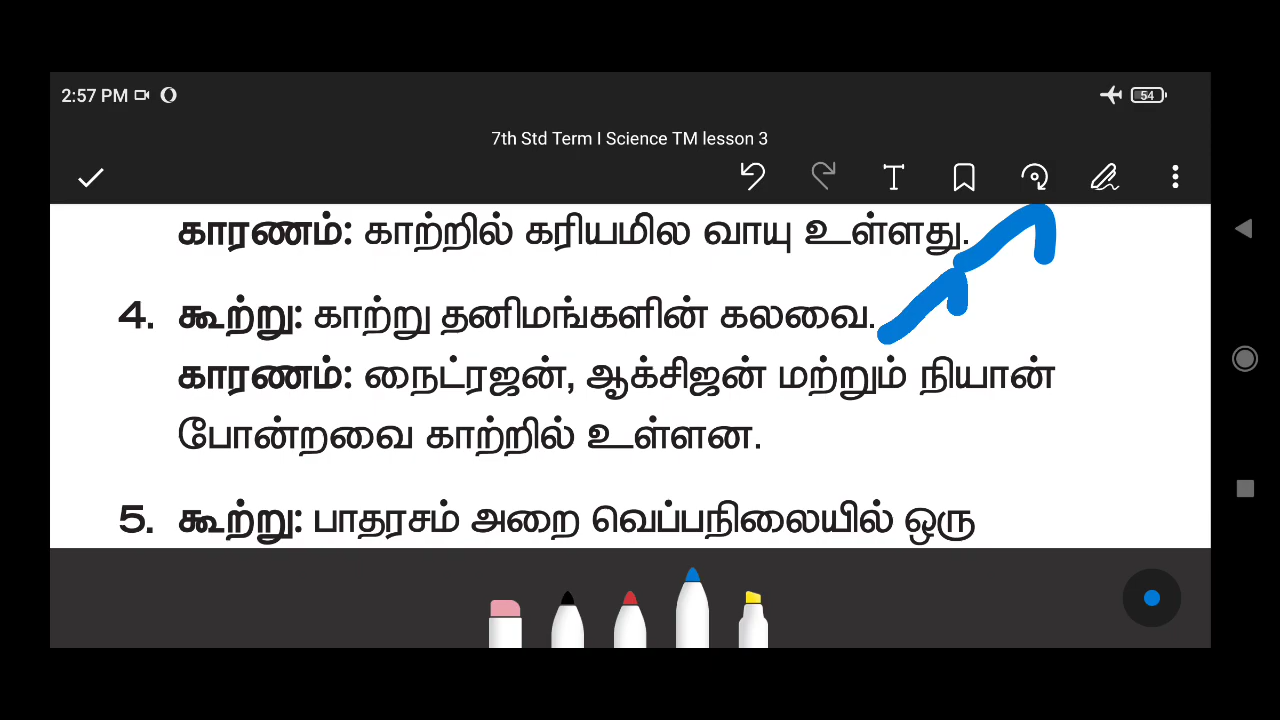 2:57 PM
54
7th Std Term I Science TM lesson 3
காரணம்: காற்றில் கரியமில வாயு உள்ளது.
4. கூற்று: காற்று தனிமங்களின் கலவை.
காரணம்: நைட்ரஜன், ஆக்சிஜன் மற்றும் நியான்
போன்றவை காற்றில் உள்ளன.
5. கூற்று: பாதரசம் அறை வெப்பநிலையில் ஒரு